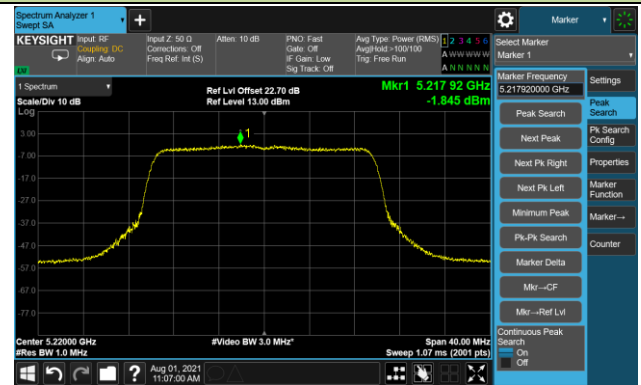 Spectrum Analyzer 1
Swept SA
Marker
KEYSIGHT
Input: RF
Coupling: DC
Align: Auto
Input Z: 50 Ω
Corrections: Off
Freq Ref: Int (S)
Atten: 10 dB
PNO: Fast
Gate: Off
IF Gain: Low
Sig Track: Off
Avg Type: Power (RMS)
Avg|Hold:>100/100
Trig: Free Run
1 2 3 4 5 6
A W W W W W
A N N N N N
LW
Select Marker
Marker 1
1 Spectrum
Scale/Div 10 dB
Log
Ref Lvl Offset 22.70 dB
Ref Level 13.00 dBm
Mkr1 5.217 92 GHz
-1.845 dBm
1
3.00
-7.00
-17.0
-27.0
-37.0
-47.0
-57.0
-67.0
-77.0
Center 5.22000 GHz
#Res BW 1.0 MHz
#Video BW 3.0 MHz*
Span 40.00 MHz
Sweep 1.07 ms (2001 pts)
Marker Frequency
5.217920000 GHz
Peak Search
Next Peak
Next Pk Right
Next Pk Left
Minimum Peak
Pk-Pk Search
Marker Delta
Mkr→CF
Mkr→Ref Lvl
Continuous Peak
Search
On
Off
Settings
Peak
Search
Pk Search
Config
Properties
Marker
Function
Marker→
Counter
?
Aug 01, 2021
11:07:00 AM